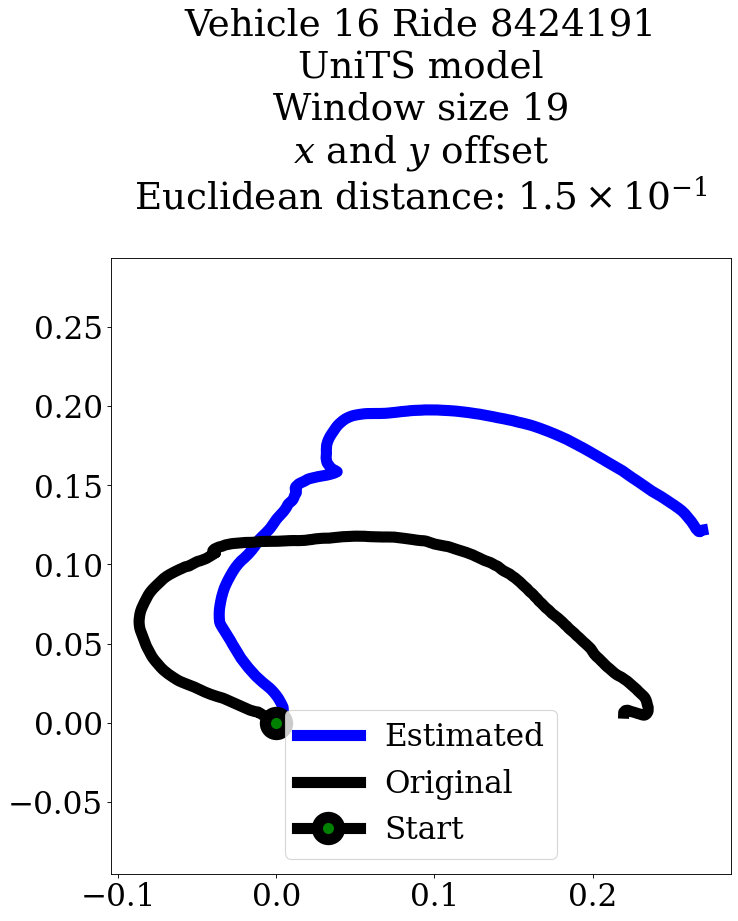 Vehicle 16 Ride 8424191
UniTS model
Window size 19
x and y offset
Euclidean distance: 1.5 × 10⁻¹
0.25
0.20
0.15
0.10
0.05
0.00
−0.05
−0.1
0.0
0.1
0.2
Estimated
Original
Start